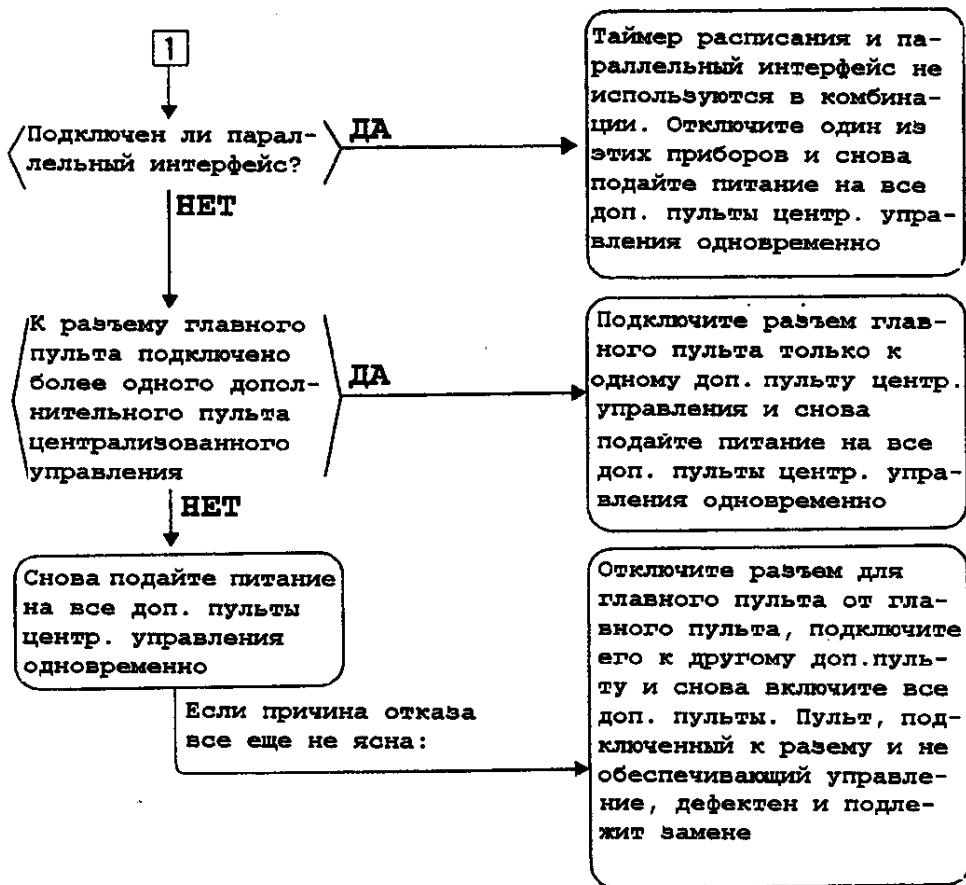 1
Подключен ли парал-
лельный интерфейс?
ДА
Таймер расписания и па-
раллельный интерфейс не
используются в комбина-
ции. Отключите один из
этих приборов и снова
подайте питание на все
доп. пульты центр. упра-
вления одновременно
НЕТ
К разъему главного
пульта подключено
более одного допол-
нительного пульта
централизованного
управления
ДА
Подключите разъем глав-
ного пульта только к
одному доп. пульту центр.
управления и снова
подайте питание на все
доп. пульты центр. упра-
вления одновременно
НЕТ
Снова подайте питание
на все доп. пульты
центр. управления
одновременно
Если причина отказа
все еще не ясна:
Отключите разъем для
главного пульта от гла-
вного пульта, подключите
его к другому доп.пуль-
ту и снова включите все
доп. пульты. Пульт, под-
ключенный к разему и не
обеспечивающий управле-
ние, дефектен и подле-
жит замене